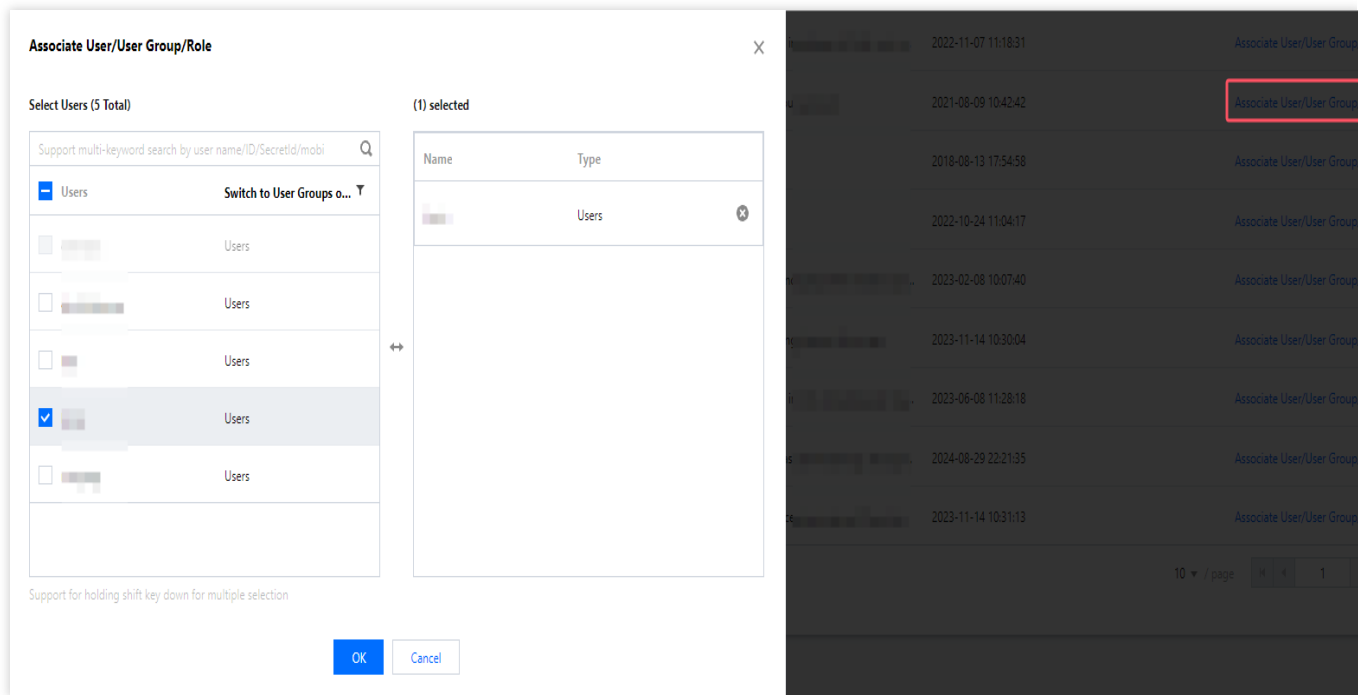 Associate User/User Group/Role
Select Users (5 Total)
(1) selected
Support multi-keyword search by user name/ID/SecretId/mobi
Users Switch to User Groups o...
Users
Users
Users
Users
Users
Name Type
Users
Support for holding shift key down for multiple selection
OK Cancel
2022-11-07 11:18:31 Associate User/User Group
2021-08-09 10:42:42 Associate User/User Group
2018-08-13 17:54:58 Associate User/User Group
2022-10-24 11:04:17 Associate User/User Group
2023-02-08 10:07:40 Associate User/User Group
2023-11-14 10:30:04 Associate User/User Group
2023-06-08 11:28:18 Associate User/User Group
2024-08-29 22:21:35 Associate User/User Group
2023-11-14 10:31:13 Associate User/User Group
10 / page 1